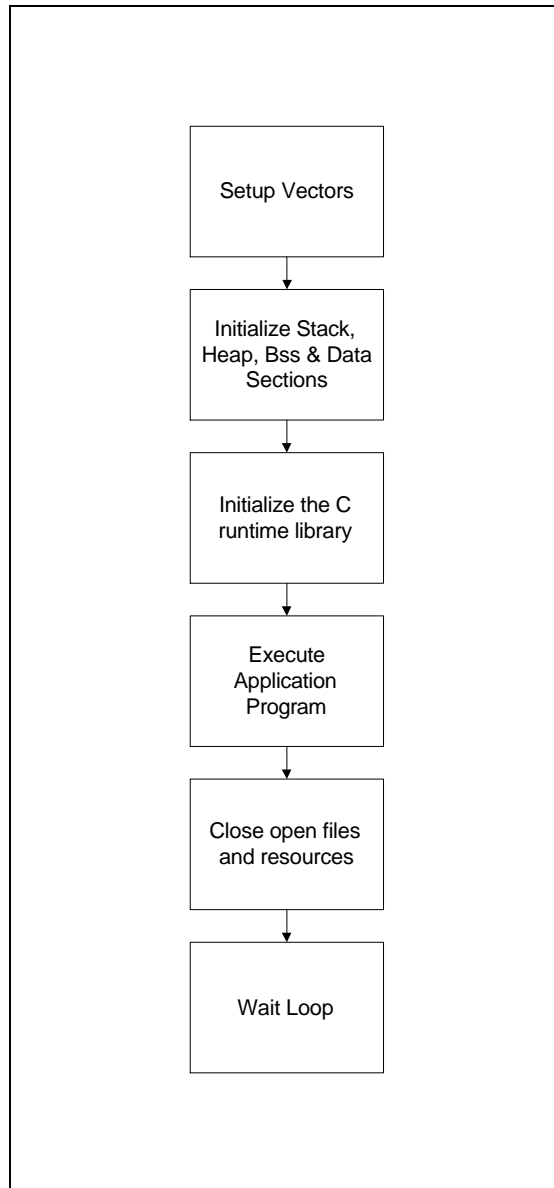 Setup Vectors
Initialize Stack,
Heap, Bss & Data
Sections
Initialize the C
runtime library
Execute
Application
Program
Close open files
and resources
Wait Loop